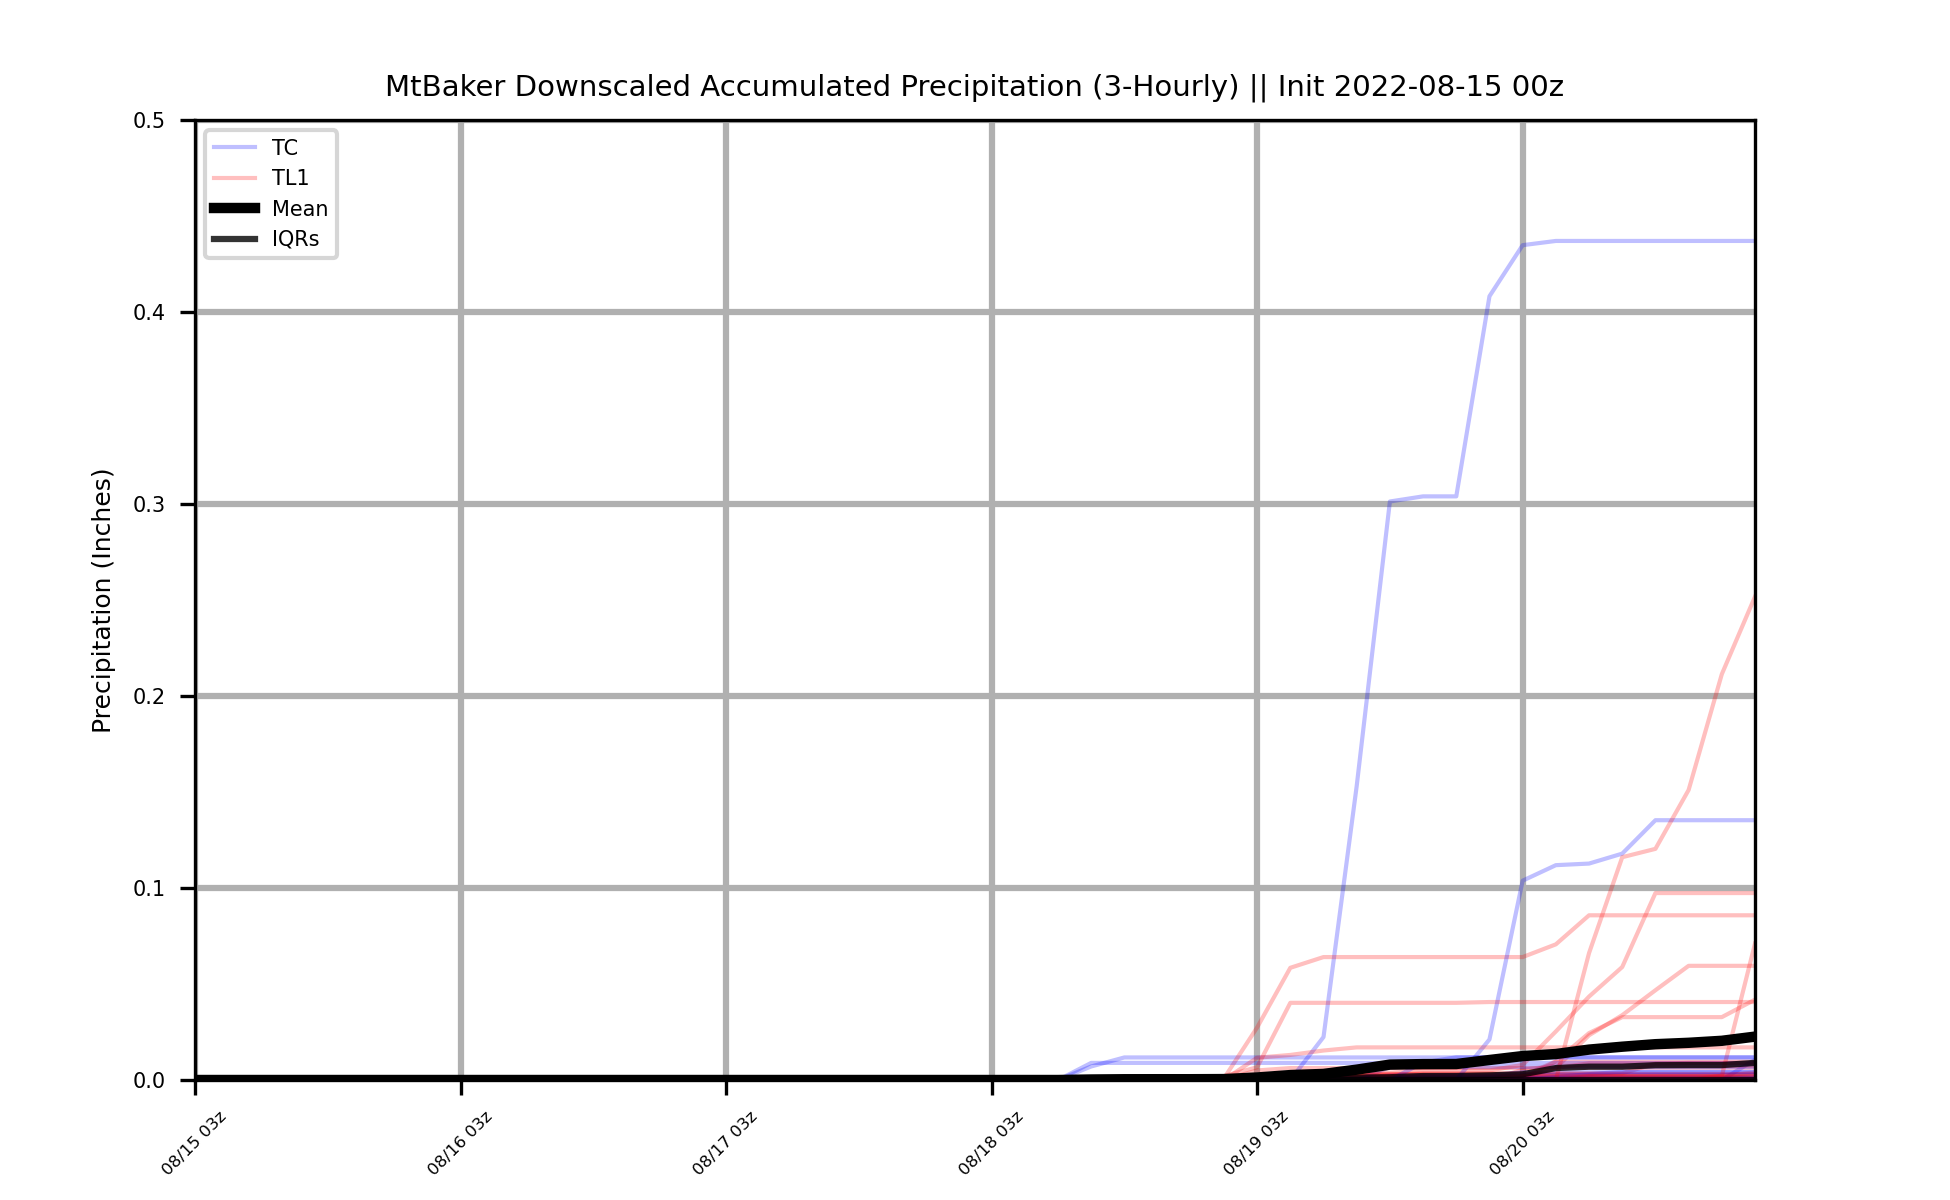 MtBaker Downscaled Accumulated Precipitation (3-Hourly) || Init 2022-08-15 00z
TC
TL1
Mean
IQRs
Precipitation (Inches)
0.5
0.4
0.3
0.2
0.1
0.0
08/15 03z
08/16 03z
08/17 03z
08/18 03z
08/19 03z
08/20 03z